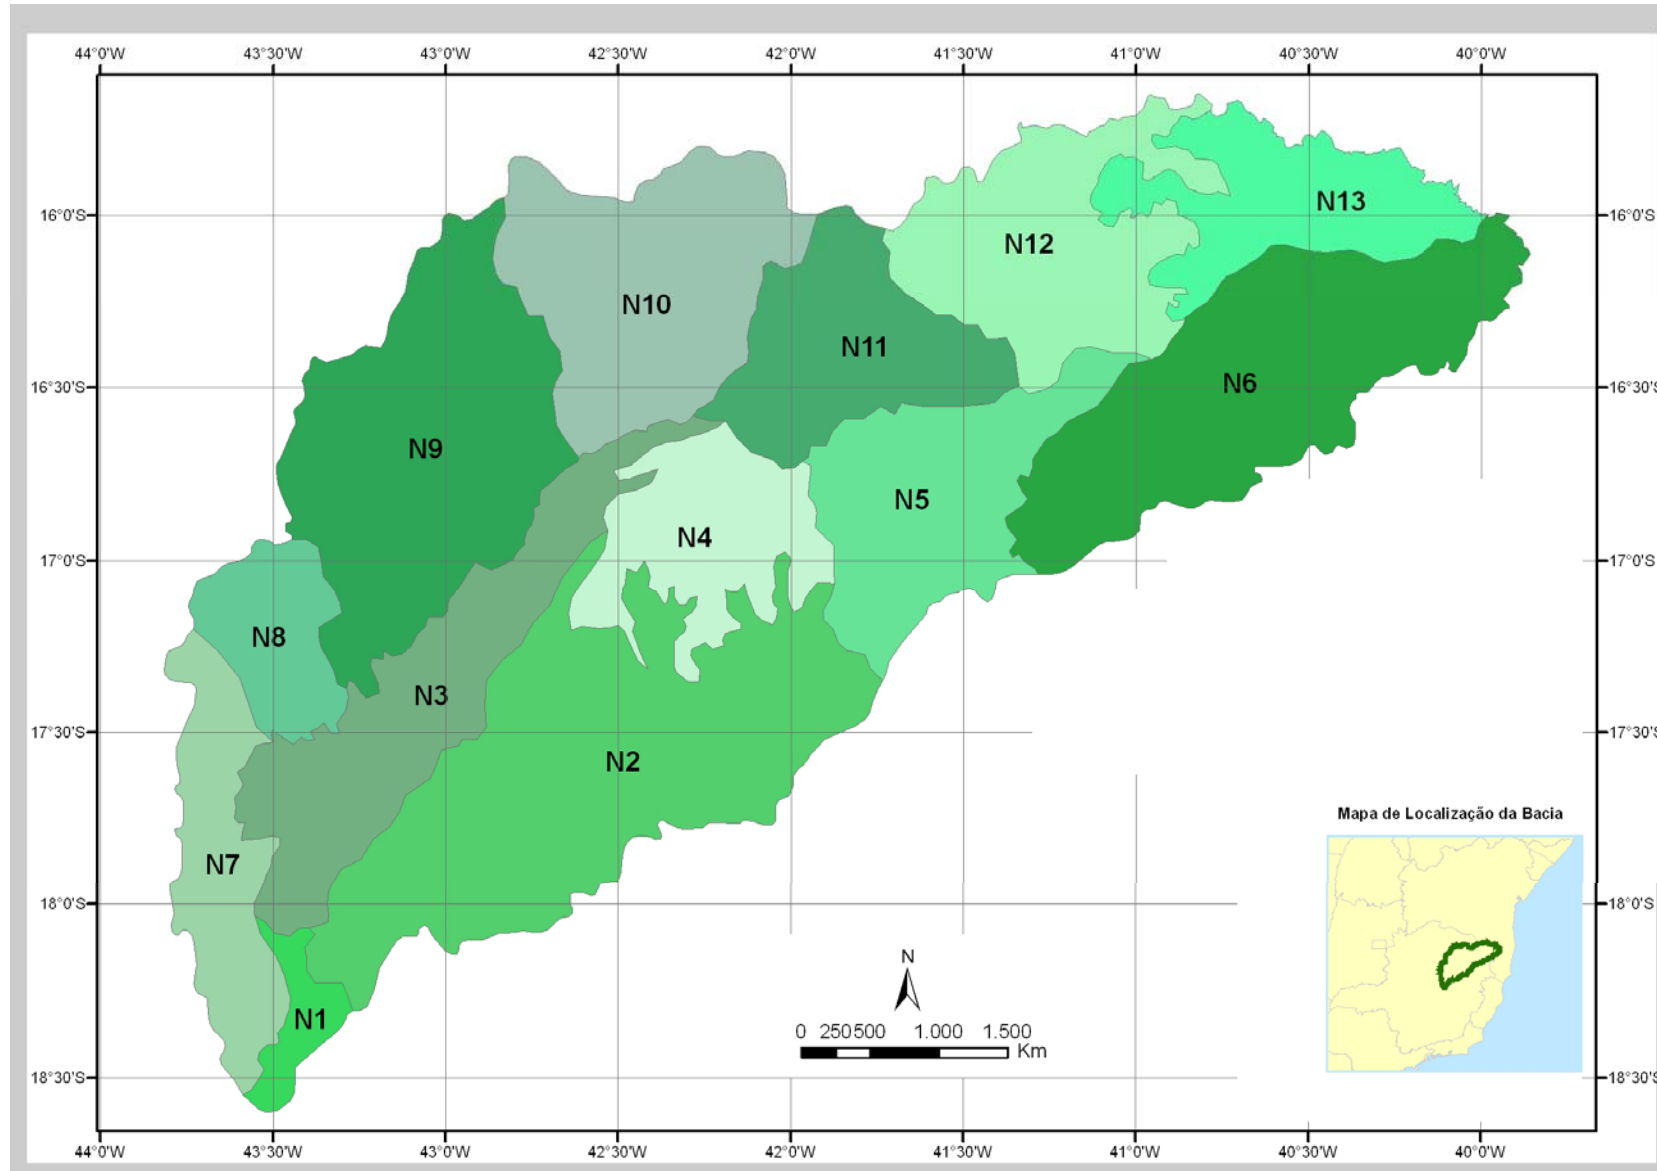 44°0'W 43°30'W 43°0'W 42°30'W 42°0'W 41°30'W 41°0'W 40°30'W 40°0'W
16°0'S 16°0'S
N13
N12
N10
N11
16°30'S 16°30'S
N6
N9
N5
N4
17°0'S 17°0'S
N8
N3
17°30'S 17°30'S
N2
Mapa de Localização da Bacia
N7
18°0'S 18°0'S
N
N1
0 250 500 1.000 1.500
Km
18°30'S 18°30'S
44°0'W 43°30'W 43°0'W 42°30'W 42°0'W 41°30'W 41°0'W 40°30'W 40°0'W